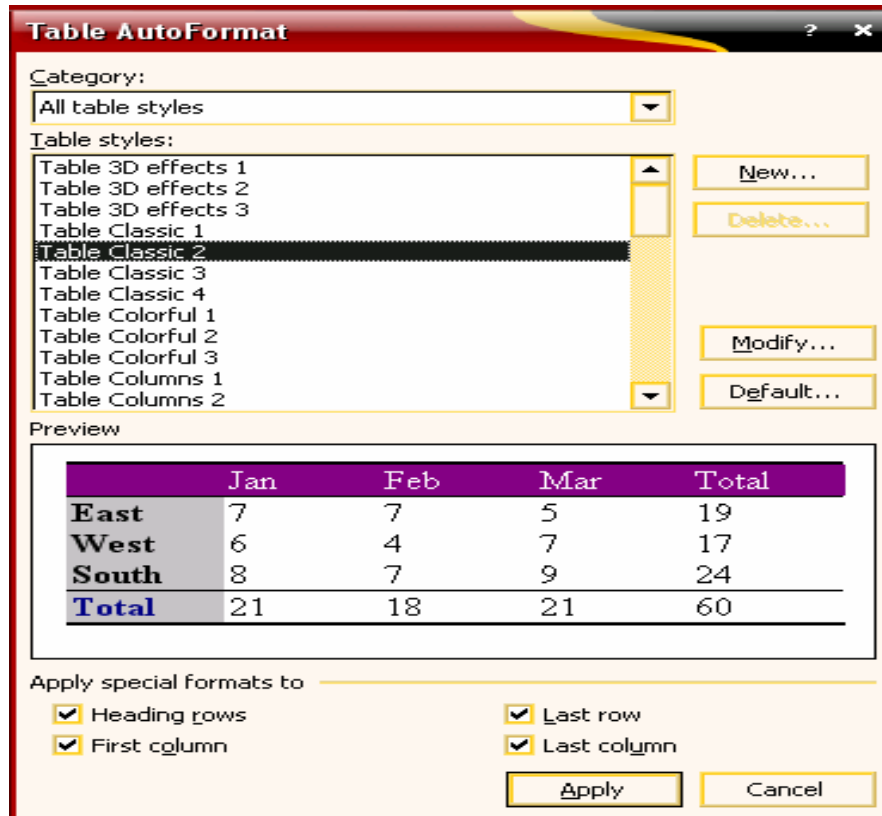 Table AutoFormat
Category:
All table styles
Table styles:
Table 3D effects 1
Table 3D effects 2
Table 3D effects 3
Table Classic 1
Table Classic 2
Table Classic 3
Table Classic 4
Table Colorful 1
Table Colorful 2
Table Colorful 3
Table Columns 1
Table Columns 2
New...
Delete...
Modify...
Default...
Preview
Jan Feb Mar Total
East 7 7 5 19
West 6 4 7 17
South 8 7 9 24
Total 21 18 21 60
Apply special formats to
Heading rows Last row
First column Last column
Apply Cancel